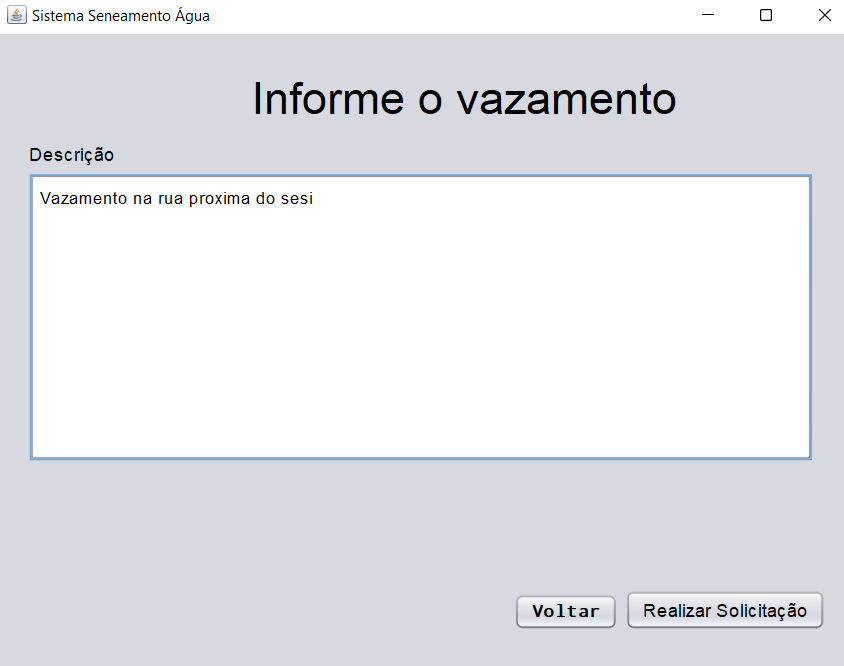 Sistema Seneamento Água
Informe o vazamento
Descrição
Vazamento na rua proxima do sesi
Voltar
Realizar Solicitação